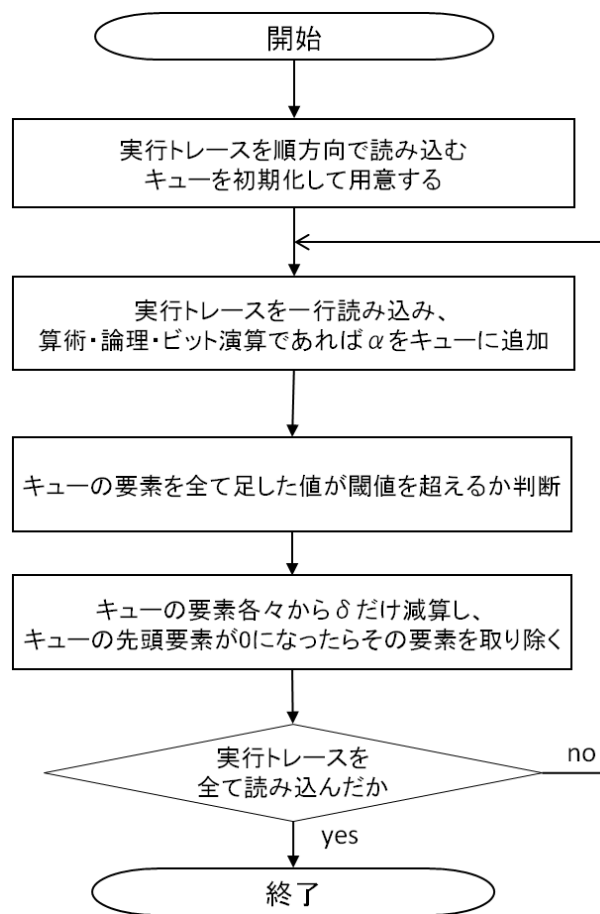 開始
実行トレースを順方向で読み込む
キューを初期化して用意する
実行トレースを一行読み込み、
算術・論理・ビット演算であればαをキューに追加
キューの要素を全て足した値が閾値を超えるか判断
キューの要素各々からδだけ減算し、
キューの先頭要素が0になったらその要素を取り除く
実行トレースを
全て読み込んだか
no
yes
終了